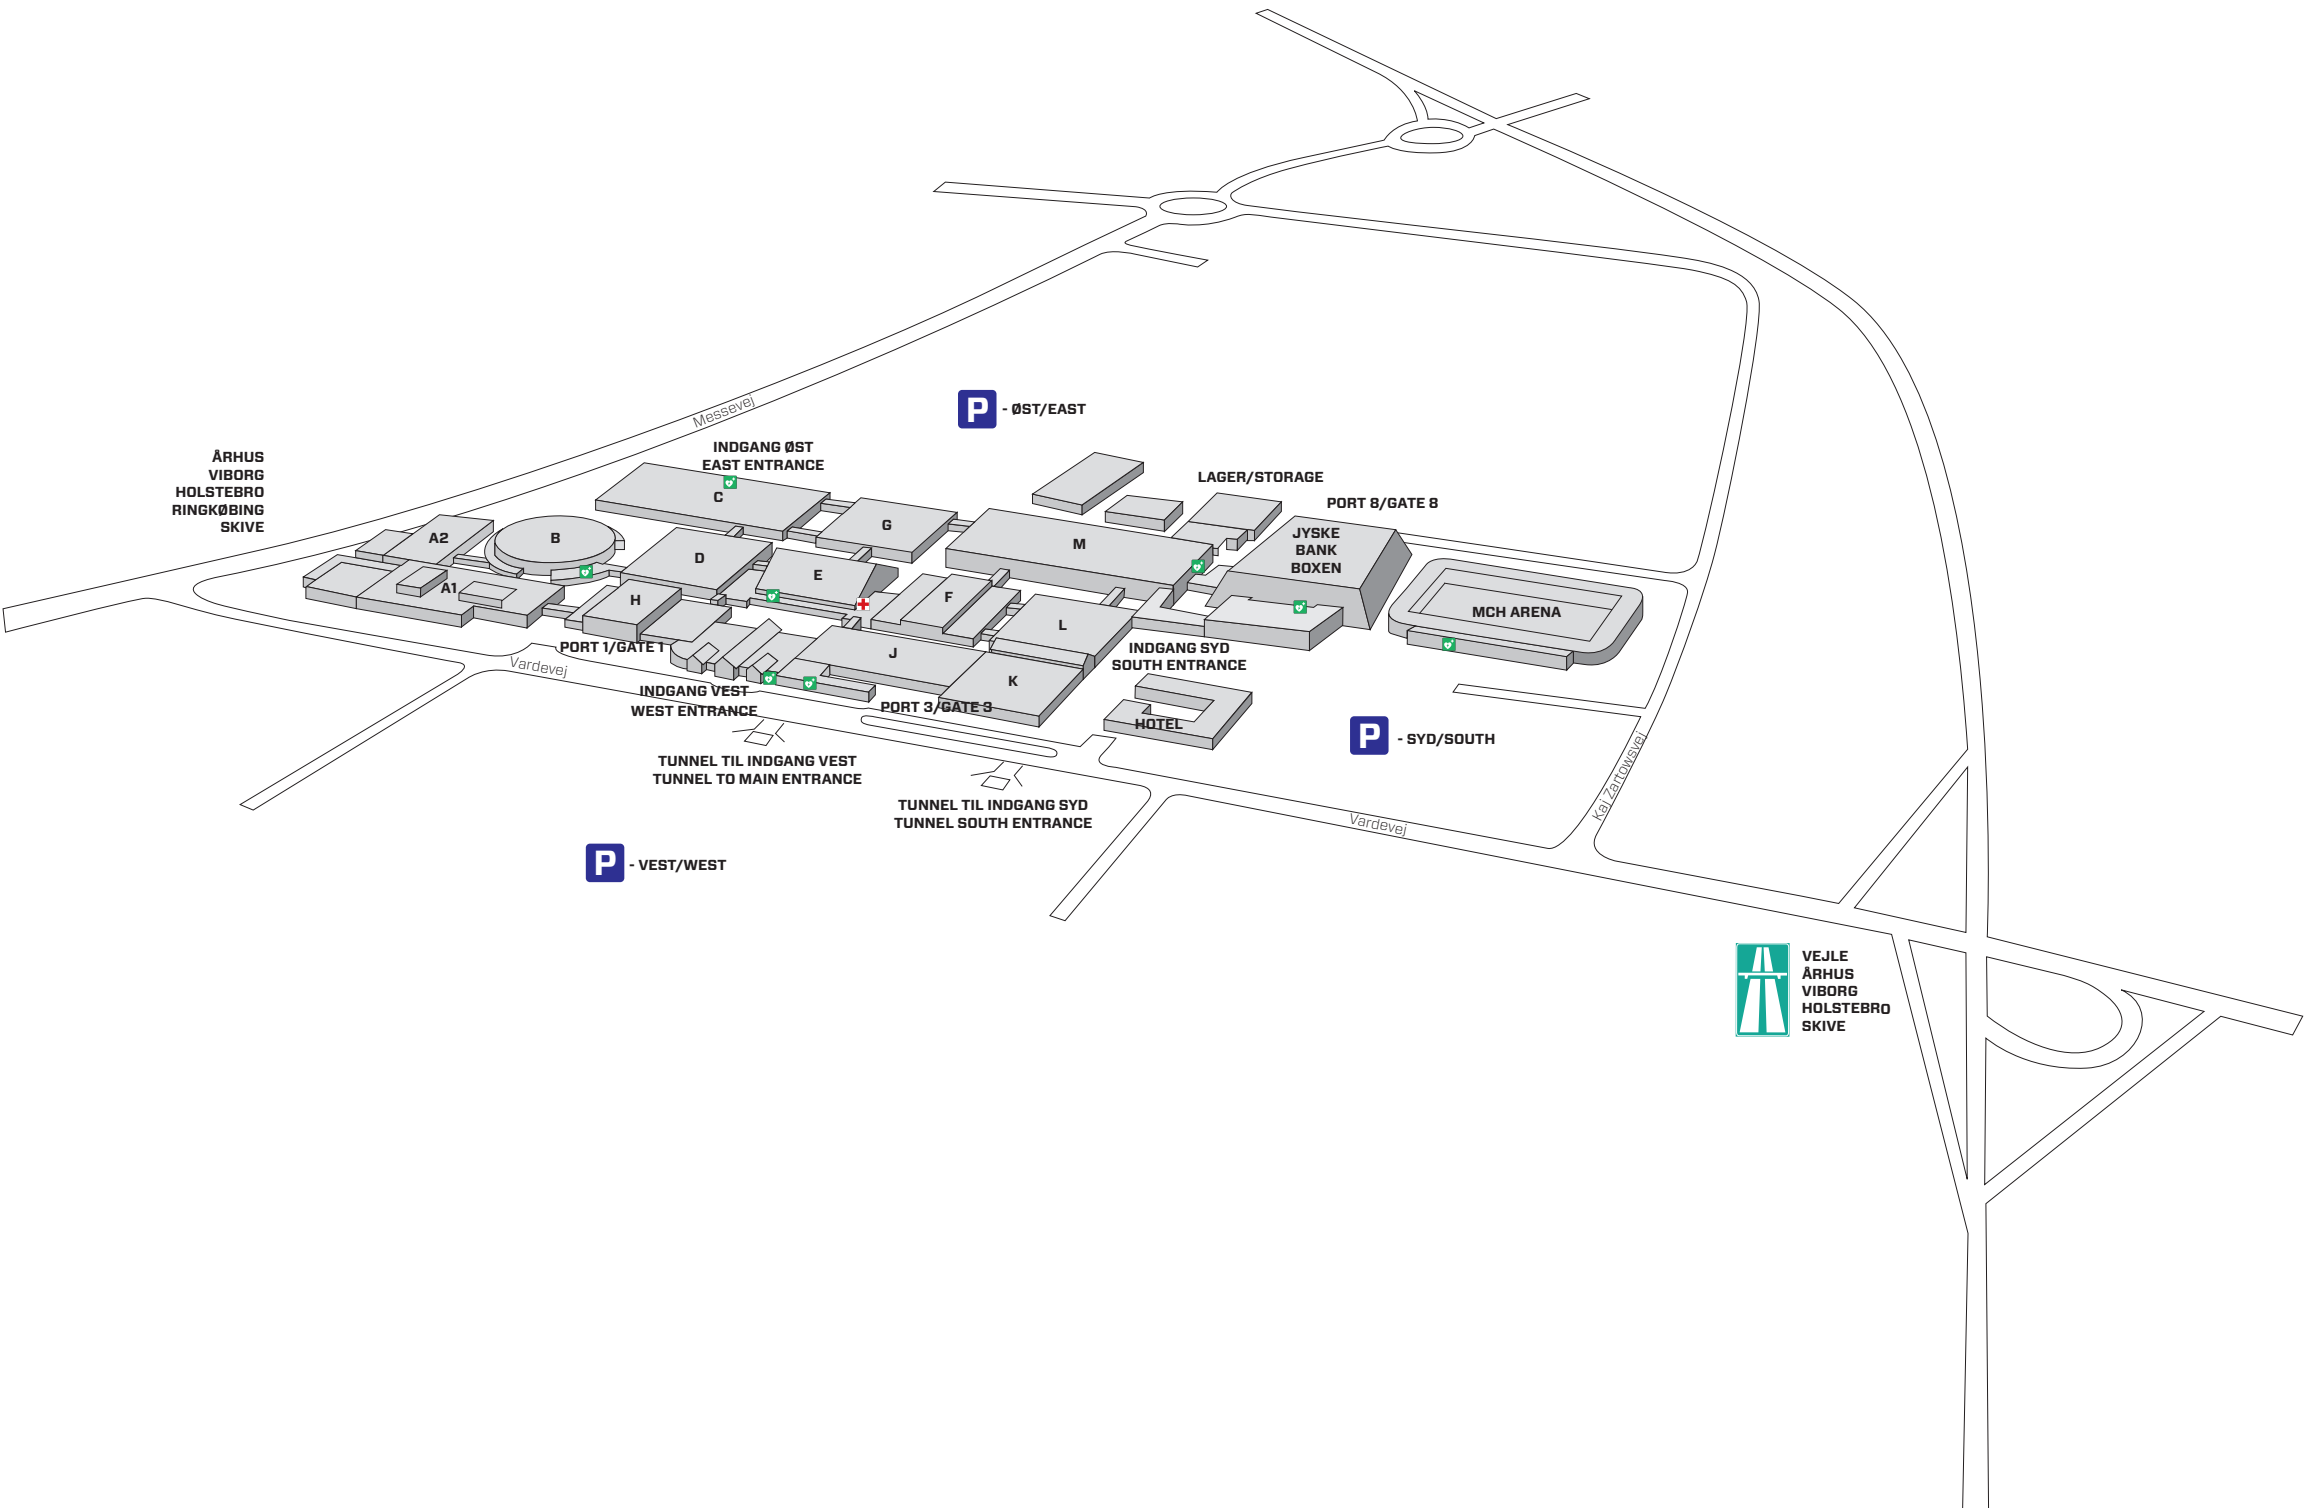 Messevej
P - ØST/EAST
INDGANG ØST
EAST ENTRANCE
ÅRHUS
VIBORG
HOLSTEBRO
RINGKØBING
SKIVE
LAGER/STORAGE
PORT 8/GATE 8
C
G
M
JYSKE
BANK
BOXEN
A2
B
D
E
A1
H
F
L
MCH ARENA
J
K
PORT 1/GATE 1
Vardevej
INDGANG SYD
SOUTH ENTRANCE
INDGANG VEST
WEST ENTRANCE
PORT 3/GATE 3
HOTEL
P - SYD/SOUTH
TUNNEL TIL INDGANG VEST
TUNNEL TO MAIN ENTRANCE
Kaj Zartowsvej
TUNNEL TIL INDGANG SYD
TUNNEL SOUTH ENTRANCE
Vardevej
P - VEST/WEST
VEJLE
ÅRHUS
VIBORG
HOLSTEBRO
SKIVE